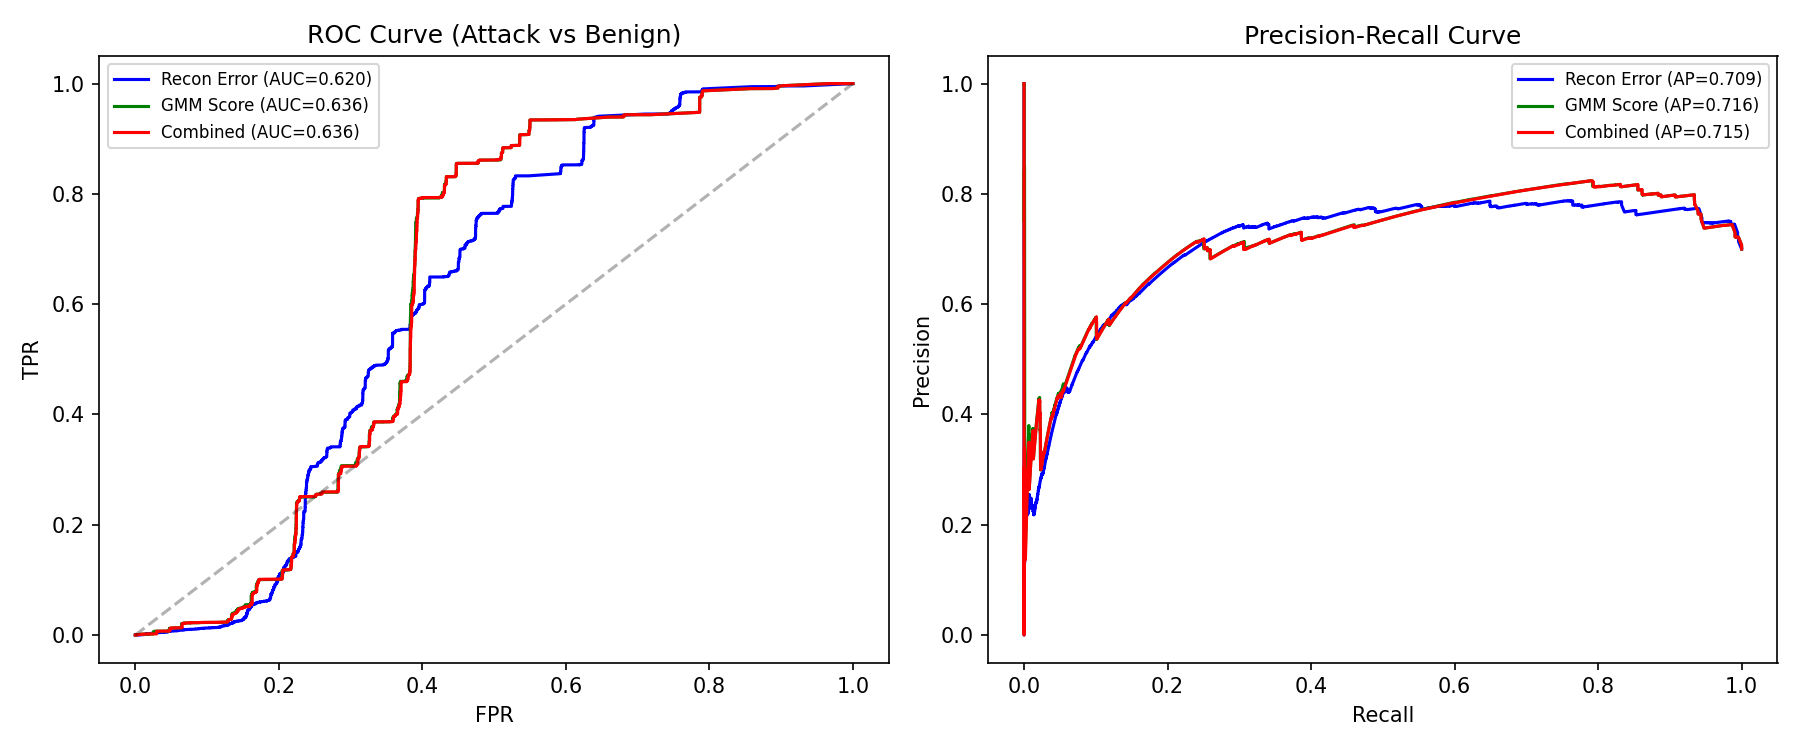 ROC Curve (Attack vs Benign)
Recon Error (AUC=0.620)
GMM Score (AUC=0.636)
Combined (AUC=0.636)
TPR
1.0
0.8
0.6
0.4
0.2
0.0
0.0 0.2 0.4 0.6 0.8 1.0
FPR
Precision-Recall Curve
Recon Error (AP=0.709)
GMM Score (AP=0.716)
Combined (AP=0.715)
Precision
1.0
0.8
0.6
0.4
0.2
0.0
0.0 0.2 0.4 0.6 0.8 1.0
Recall